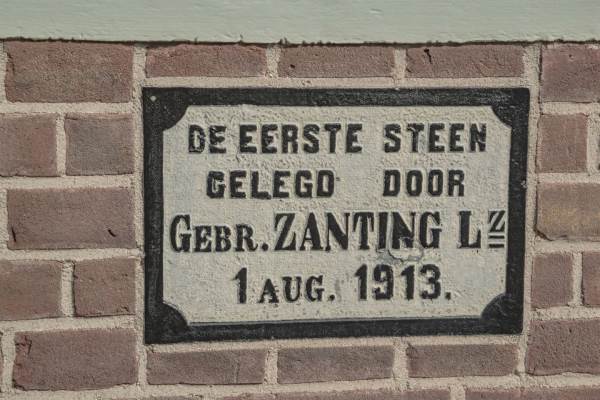 DE EERSTE STEEN
GELEGD DOOR
GEBR. ZANTING Lz
1 AUG. 1913.